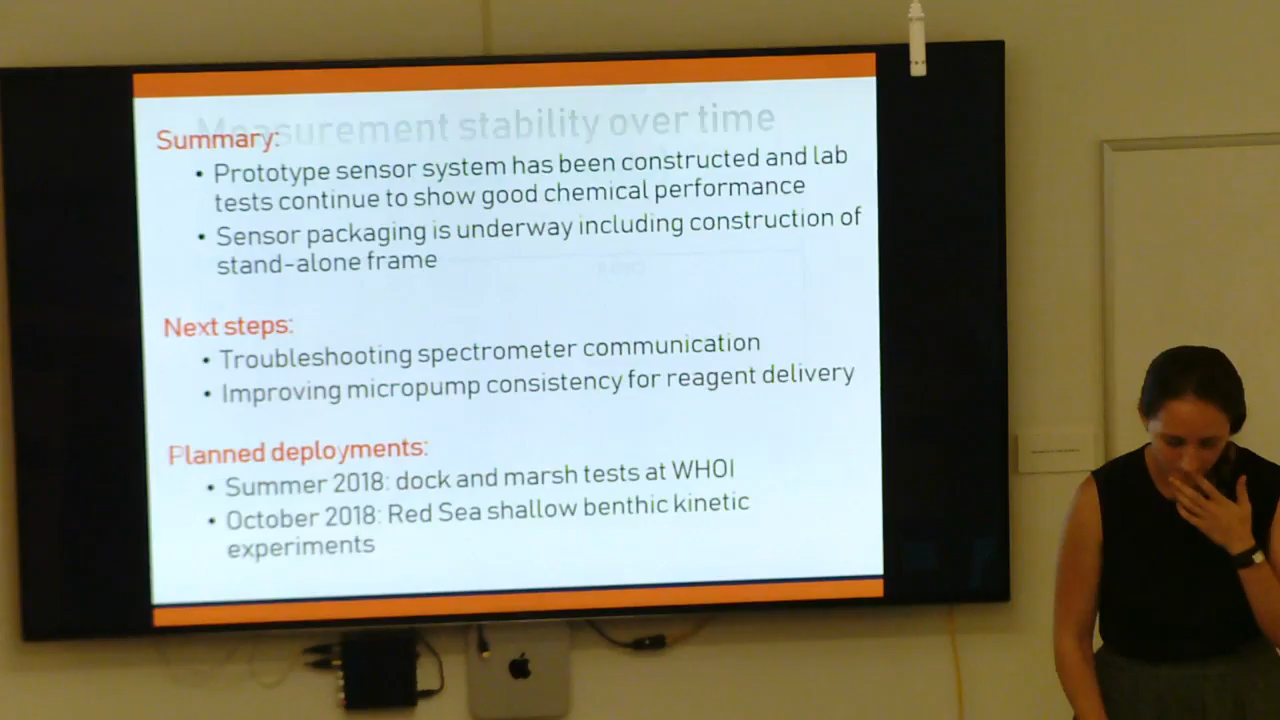 Measurement stability over time
Summary:
• Prototype sensor system has been constructed and lab
tests continue to show good chemical performance
• Sensor packaging is underway including construction of
stand-alone frame
Next steps:
• Troubleshooting spectrometer communication
• Improving micropump consistency for reagent delivery
Planned deployments:
• Summer 2018: dock and marsh tests at WHOI
• October 2018: Red Sea shallow benthic kinetic
experiments